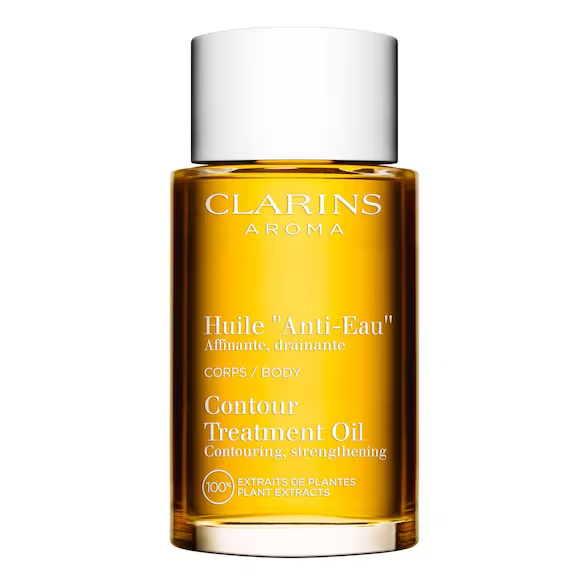 CLARINS
AROMA
Huile "Anti-Eau"
Affinante, drainante
CORPS / BODY
Contour
Treatment Oil
Contouring, strengthening
100%
EXTRAITS DE PLANTES
PLANT EXTRACTS